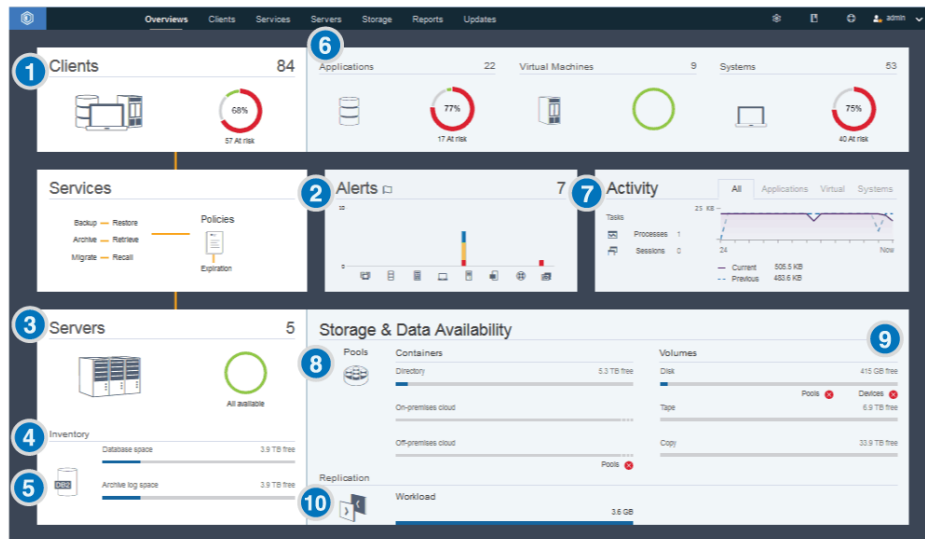 Overviews Clients Services Servers Storage Reports Updates admin
1 Clients 84
68%
57 At risk
6
Applications 22
77%
17 At risk
Virtual Machines 9
Systems 53
75%
40 At risk
Services
Backup Restore
Archive Retrieve
Migrate Recall
Policies
Expiration
2 Alerts 7
7 Activity All Applications Virtual Systems
Tasks
Processes 1
Sessions 0
25 KB
24 Now
Current 506.5 KB
Previous 483.6 KB
3 Servers 5
All available
4 Inventory
Database space 3.9 TB free
5 DB2
Archive log space 3.9 TB free
Storage & Data Availability
9
8 Pools
Containers
Directory 5.3 TB free
On-premises cloud
Off-premises cloud
Pools
Volumes
Disk 415 GB free
Pools Devices
Tape 6.9 TB free
Copy 33.9 TB free
Replication
10 Workload
3.6 GB